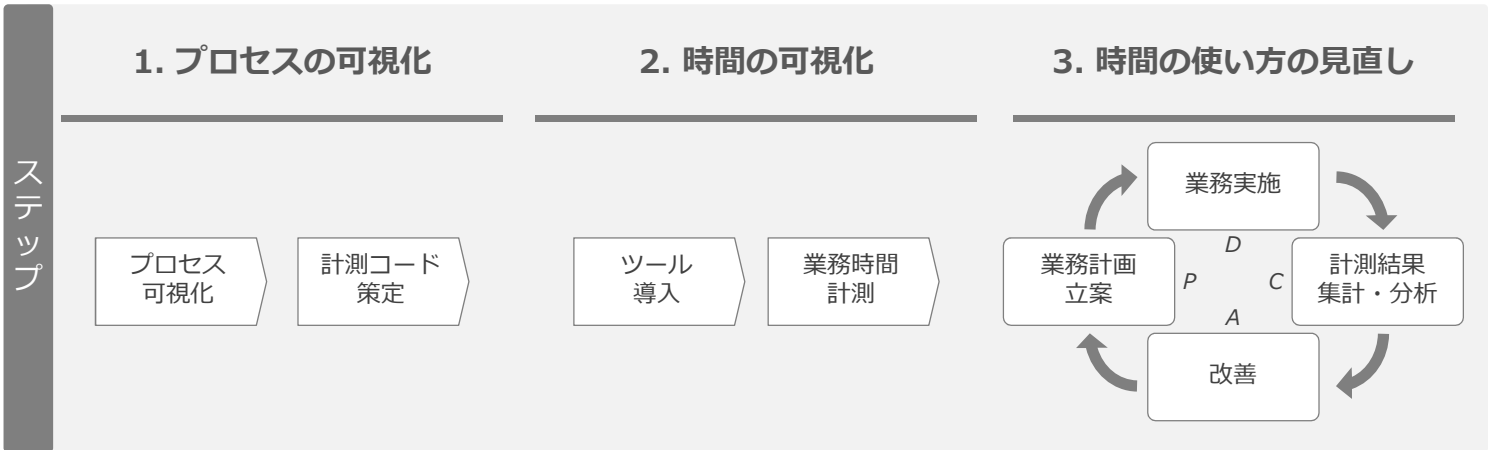 ステップ
1. プロセスの可視化
プロセス
可視化
計測コード
策定
2. 時間の可視化
ツール
導入
業務時間
計測
3. 時間の使い方の見直し
業務実施
D
業務計画
立案
P
C
計測結果
集計・分析
A
改善